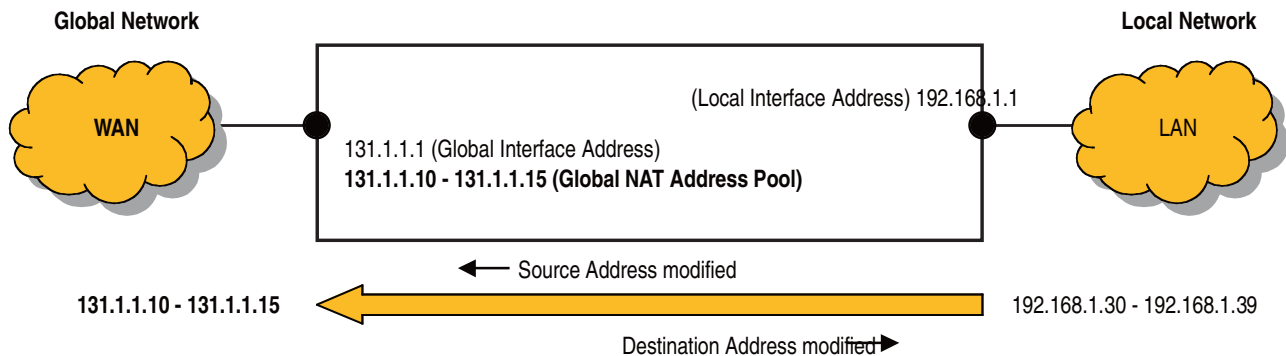 Global Network
Local Network
(Local Interface Address) 192.168.1.1
WAN
LAN
131.1.1.1 (Global Interface Address)
131.1.1.10 - 131.1.1.15 (Global NAT Address Pool)
Source Address modified
131.1.1.10 - 131.1.1.15
192.168.1.30 - 192.168.1.39
Destination Address modified